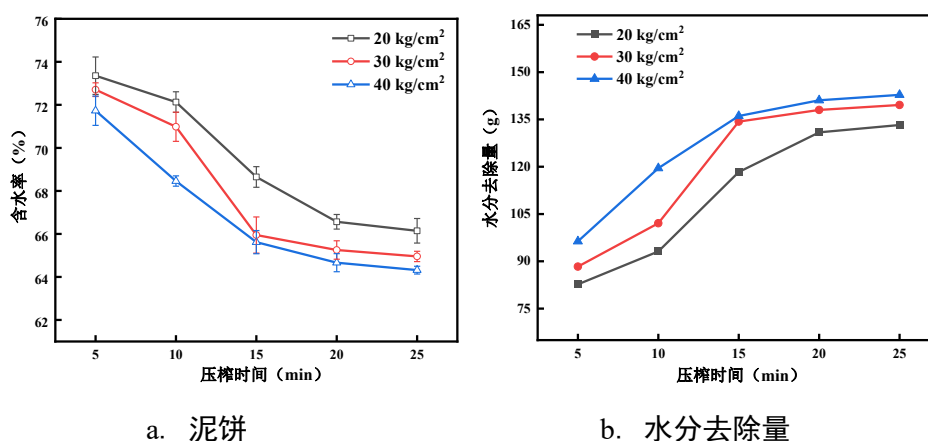 76
74
72
70
68
66
64
62
含水率（%）
20 kg/cm²
30 kg/cm²
40 kg/cm²
5 10 15 20 25
压榨时间（min）
a. 泥饼
165
150
135
120
105
90
75
水分去除量（g）
20 kg/cm²
30 kg/cm²
40 kg/cm²
5 10 15 20 25
压榨时间（min）
b. 水分去除量